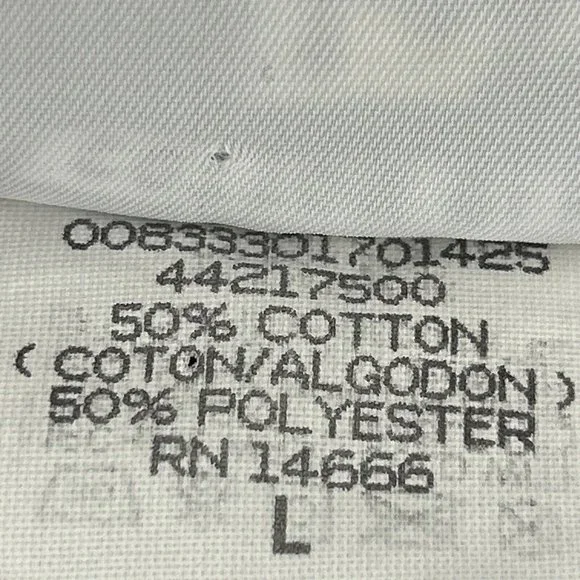 00833301701425
44217500
50% COTTON
( COTON/ALGODON )
50% POLYESTER
RN 14666
L